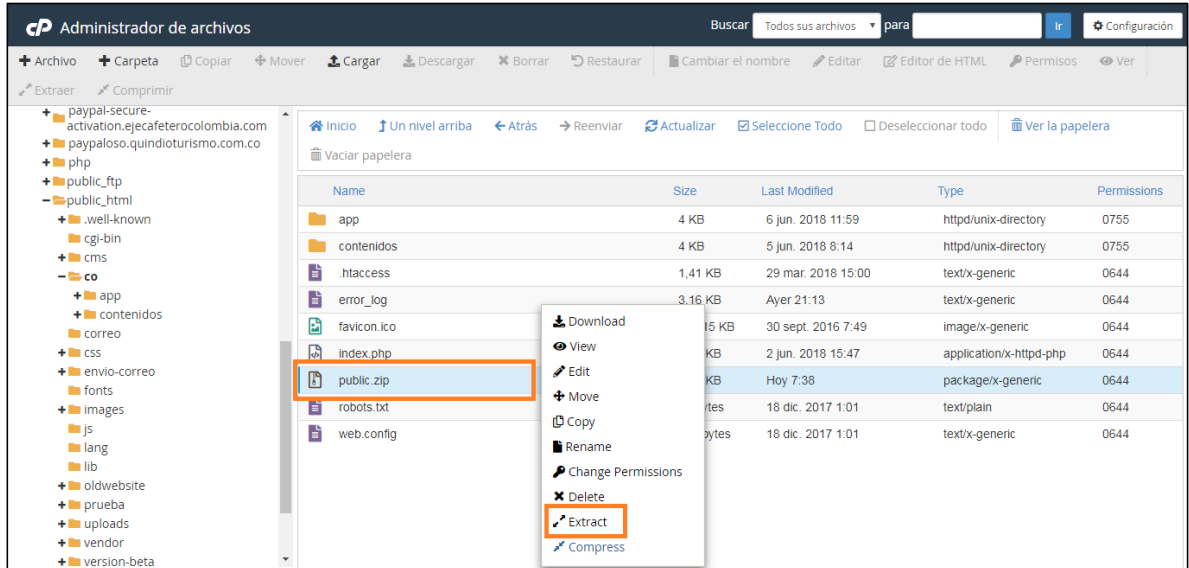 cP Administrador de archivos
Buscar Todos sus archivos para Ir Configuración
Archivo Carpeta Copiar Mover Cargar Descargar Borrar Restaurar Cambiar el nombre Editar Editor de HTML Permisos Ver
Extraer Comprimir
paypal-secure-
activation.ejecafeterocolombia.com
paypaloso.quindioturismo.com.co
php
public_ftp
public_html
.well-known
cgi-bin
cms
co
app
contenidos
correo
css
envio-correo
fonts
images
js
lang
lib
oldwebsite
prueba
uploads
vendor
version-beta
Inicio Un nivel arriba Atrás Reenviar Actualizar Seleccione Todo Deseleccionar todo Ver la papelera
Vaciar papelera
Name Size Last Modified Type Permissions
app 4 KB 6 jun. 2018 11:59 httpd/unix-directory 0755
contenidos 4 KB 5 jun. 2018 8:14 httpd/unix-directory 0755
.htaccess 1,41 KB 29 mar. 2018 15:00 text/x-generic 0644
error_log 3,16 KB Ayer 21:13 text/x-generic 0644
favicon.ico 15 KB 30 sept. 2016 7:49 image/x-generic 0644
index.php KB 2 jun. 2018 15:47 application/x-httpd-php 0644
public.zip KB Hoy 7:38 package/x-generic 0644
robots.txt ytes 18 dic. 2017 1:01 text/plain 0644
web.config bytes 18 dic. 2017 1:01 text/x-generic 0644
Download
View
Edit
Move
Copy
Rename
Change Permissions
Delete
Extract
Compress